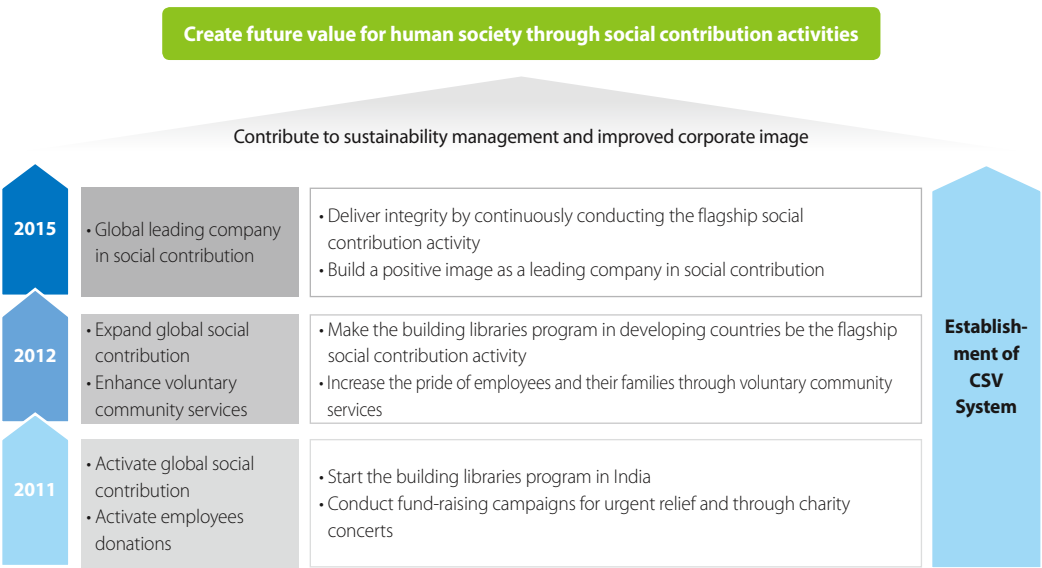 Create future value for human society through social contribution activities
Contribute to sustainability management and improved corporate image
2015
• Global leading company
in social contribution
• Deliver integrity by continuously conducting the flagship social
contribution activity
• Build a positive image as a leading company in social contribution
2012
• Expand global social
contribution
• Enhance voluntary
community services
• Make the building libraries program in developing countries be the flagship
social contribution activity
• Increase the pride of employees and their families through voluntary community
services
2011
• Activate global social
contribution
• Activate employees
donations
• Start the building libraries program in India
• Conduct fund-raising campaigns for urgent relief and through charity
concerts
Establish-
ment of
CSV
System